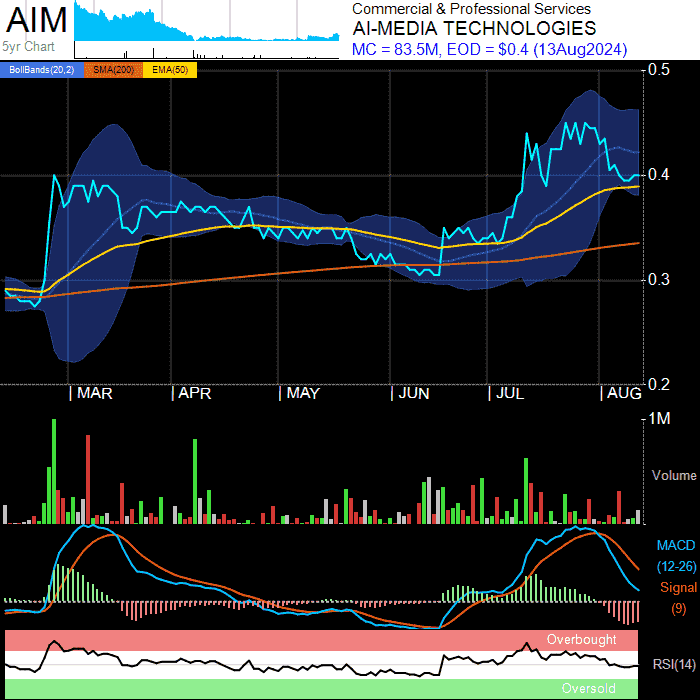 AIM
5yr Chart
Commercial & Professional Services
AI-MEDIA TECHNOLOGIES
MC = 83.5M, EOD = $0.4 (13Aug2024)
BollBands(20,2) SMA(200) EMA(50)
0.5
0.4
0.3
0.2
MAR APR MAY JUN JUL AUG
1M
Volume
MACD
(12-26)
Signal
(9)
Overbought
RSI(14)
Oversold